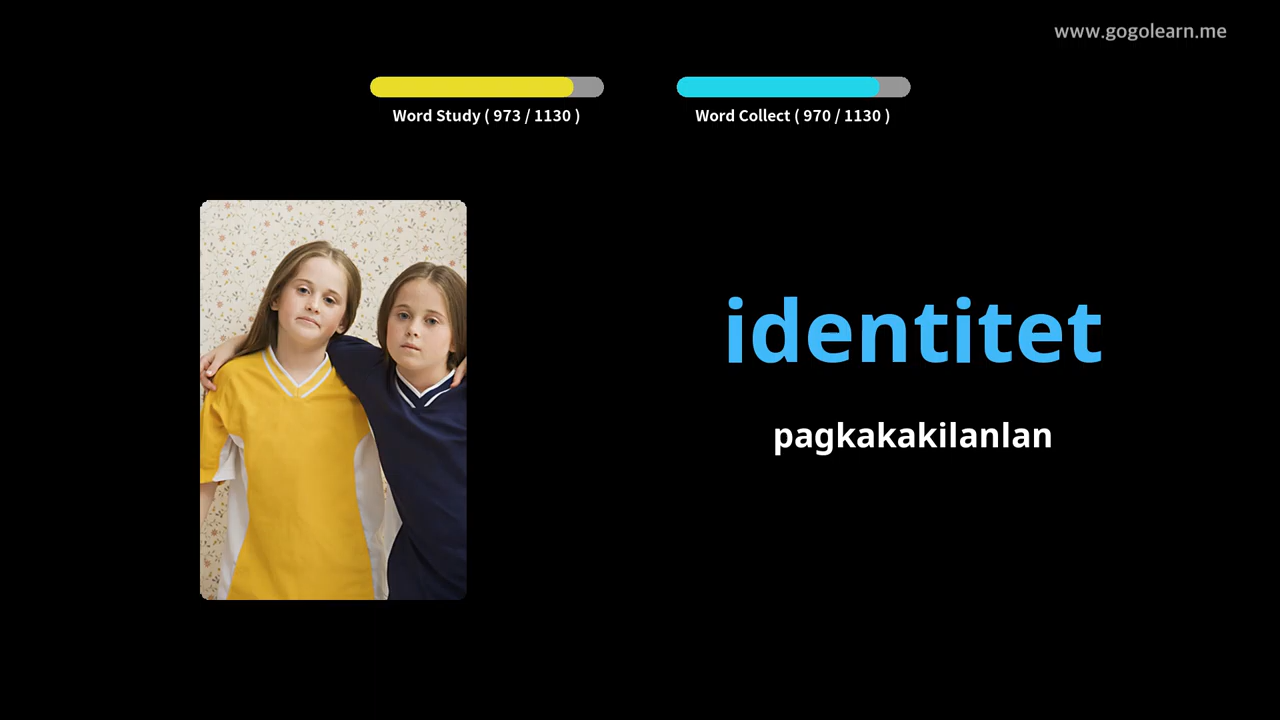 www.gogolearn.me
Word Study ( 973 / 1130 )
Word Collect ( 970 / 1130 )
identitet
pagkakakilanlan